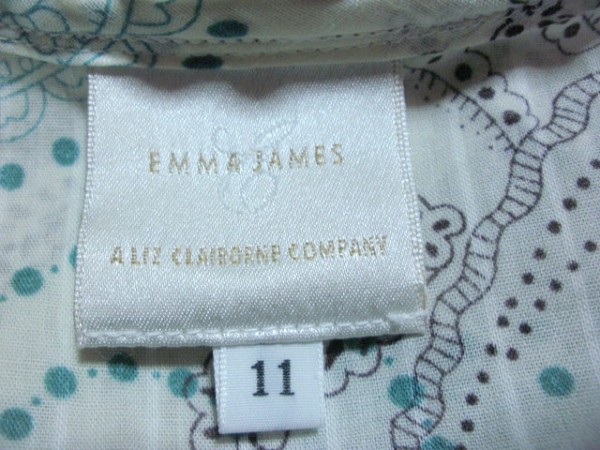 EMMA JAMES
A LIZ CLAIBORNE COMPANY
11